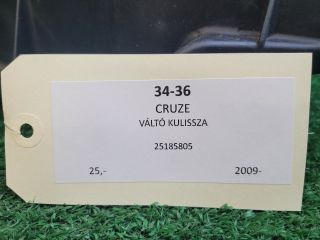 34-36
CRUZE
VÁLTÓ KULISSZA
25185805
25,- 2009-